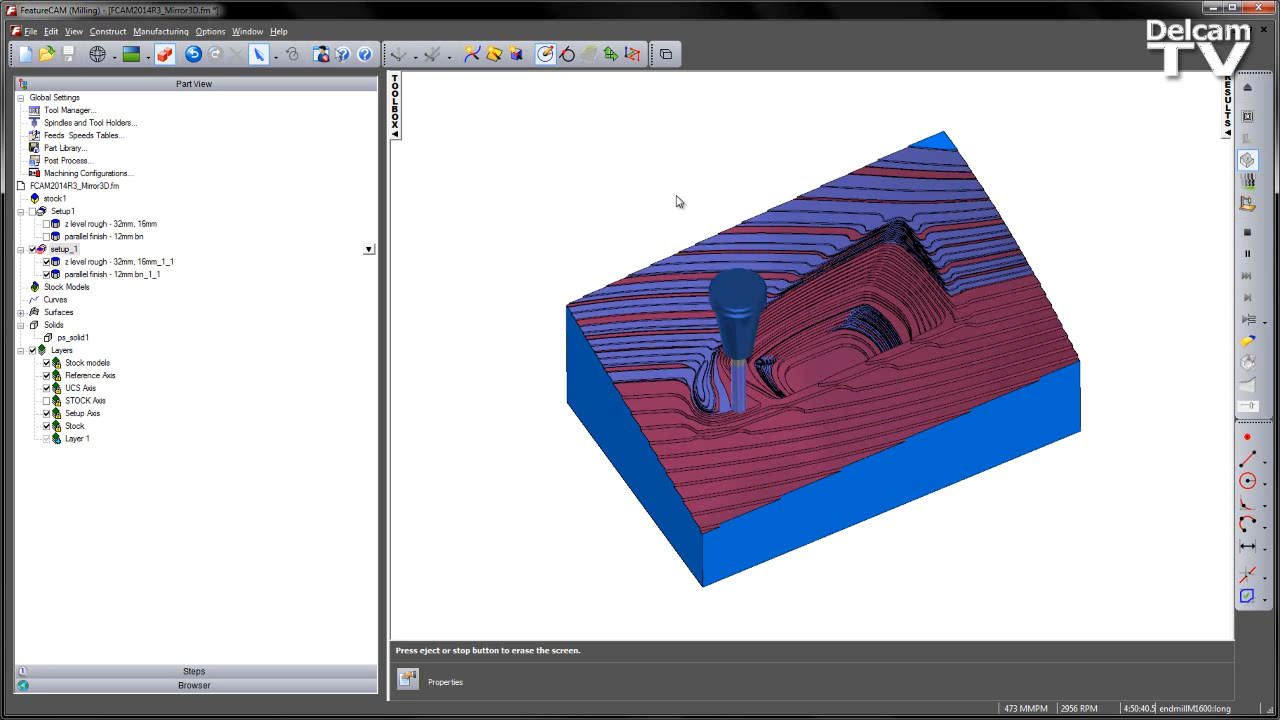 FeatureCAM (Milling) - [FCAM2014R3_Mirror3D.fm *]
File Edit View Construct Manufacturing Options Window Help
Delcam
TV
Part View
TOOLBOX
RESULTS
Global Settings
Tool Manager...
Spindles and Tool Holders...
Feeds Speeds Tables...
Part Library...
Post Process...
Machining Configurations...
FCAM2014R3_Mirror3D.fm
stock1
Setup1
z level rough - 32mm, 16mm
parallel finish - 12mm bn
setup_1
z level rough - 32mm, 16mm_1_1
parallel finish - 12mm bn_1_1
Stock Models
Curves
Surfaces
Solids
ps_solid1
Layers
Stock models
Reference Axis
UCS Axis
STOCK Axis
Setup Axis
Stock
Layer 1
Steps
Browser
Press eject or stop button to erase the screen.
Properties
473 MMPM 2956 RPM 4:50:40.5 endmillM1600:long